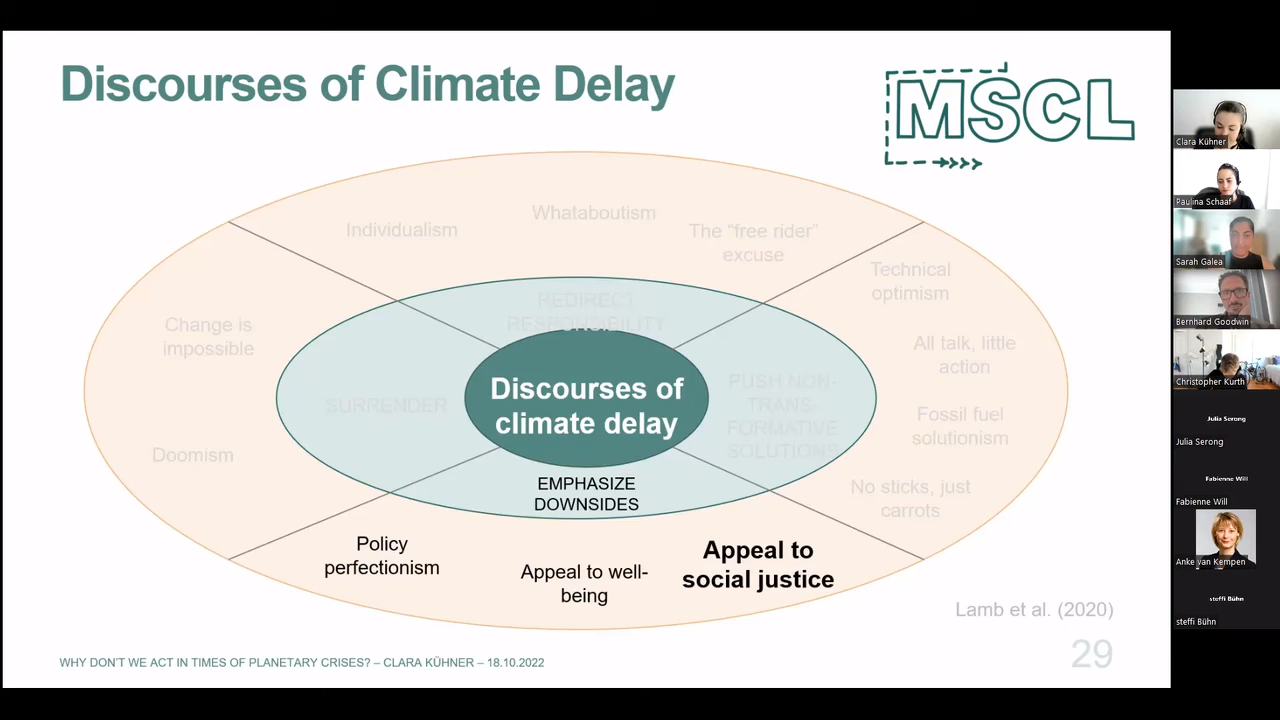 Discourses of Climate Delay
MSCL
Individualism
Whataboutism
The “free rider”
excuse
Technical
optimism
Change is
impossible
REDIRECT
RESPONSIBILITY
All talk, little
action
SURRENDER
Discourses of
climate delay
PUSH NON-
TRANS-
FORMATIVE
SOLUTIONS
Fossil fuel
solutionism
Doomism
EMPHASIZE
DOWNSIDES
No sticks, just
carrots
Policy
perfectionism
Appeal to well-
being
Appeal to
social justice
Lamb et al. (2020)
WHY DON’T WE ACT IN TIMES OF PLANETARY CRISES? – CLARA KÜHNER – 18.10.2022
29
Clara Kühner
Paulina Schaaf
Sarah Galea
Bernhard Goodwin
Christopher Kurth
Julia Serong
Julia Serong
Fabienne Will
Fabienne Will
Anke van Kempen
steffi Bühn
steffi Bühn